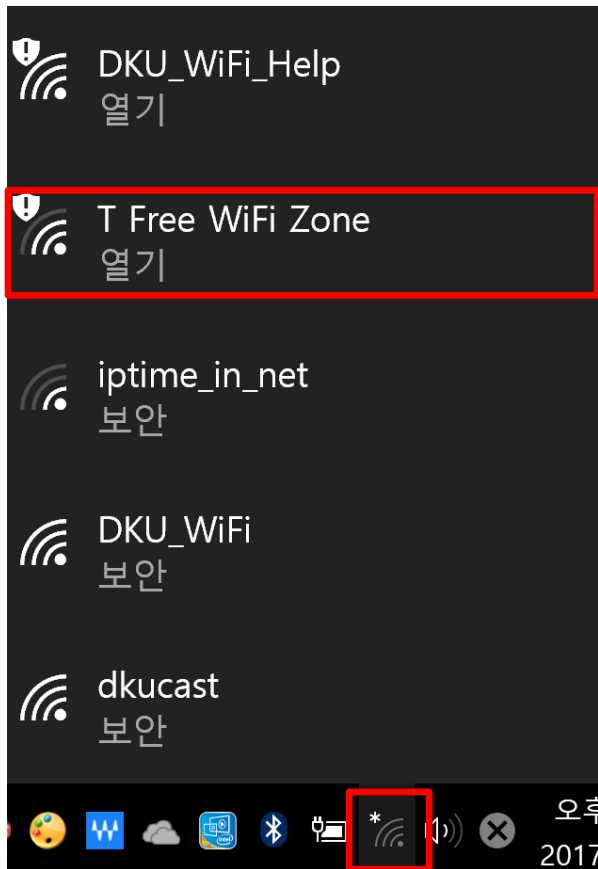 DKU_WiFi_Help
열기
T Free WiFi Zone
열기
iptime_in_net
보안
DKU_WiFi
보안
dkucast
보안
오후
2017